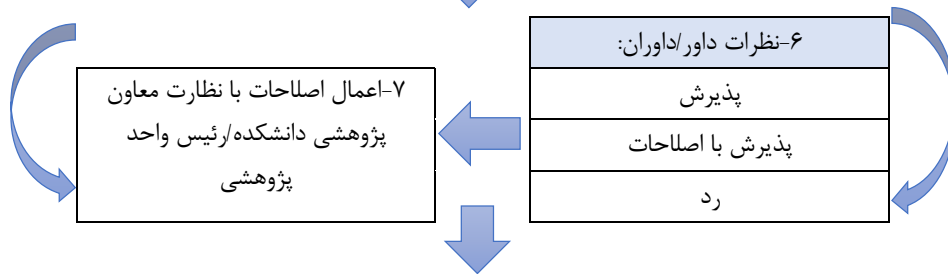 ۶-نظرات داور/داوران:
پذیرش
پذیرش با اصلاحات
رد
۷-اعمال اصلاحات با نظارت معاون
پژوهشی دانشکده/رئیس واحد
پژوهشی